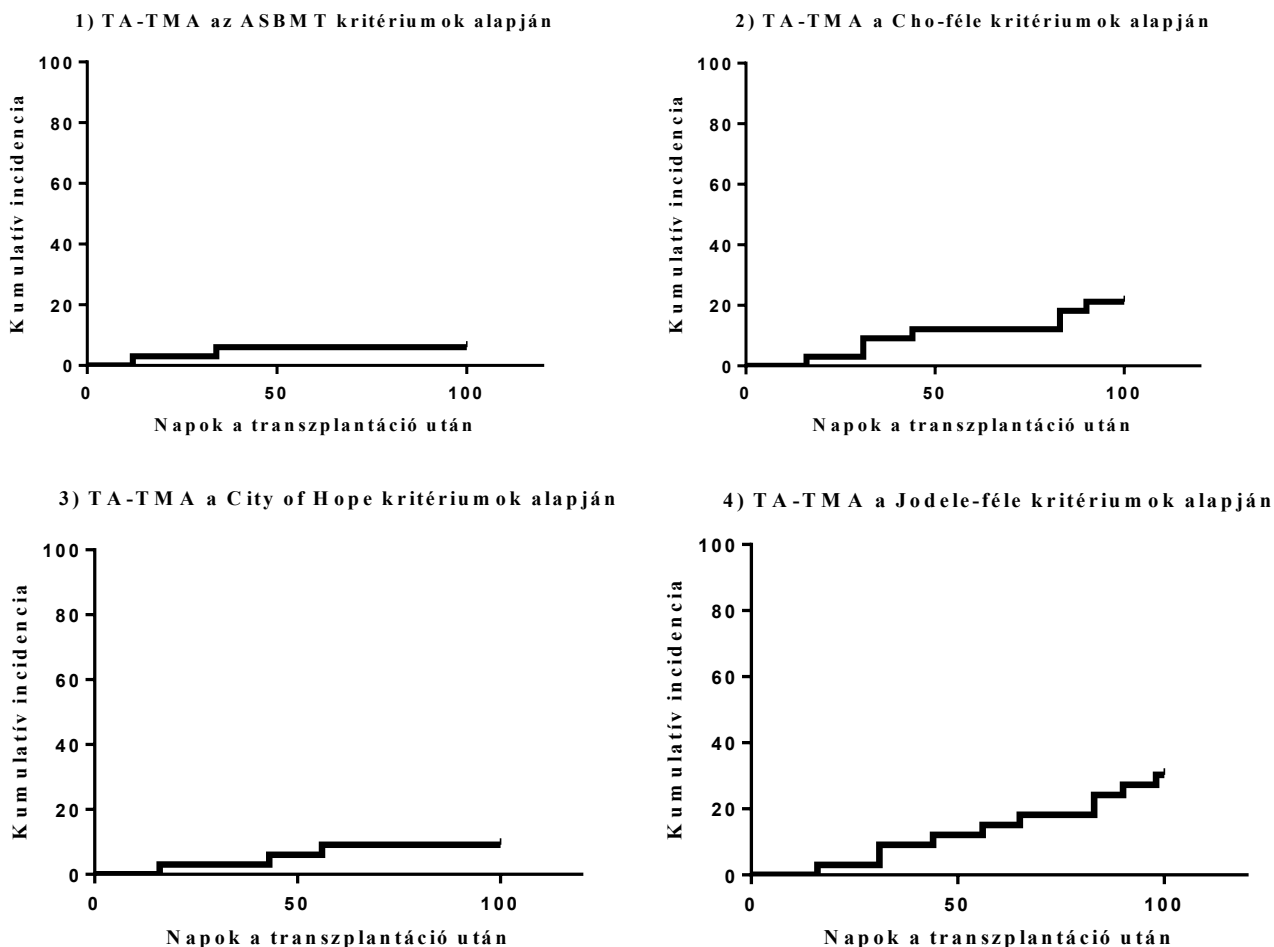 1) TA-TMA az ASBMT kritériumok alapján
Kumulatív incidencia
100
80
60
40
20
0
0 50 100
Napok a transzplantáció után
2) TA-TMA a Cho-féle kritériumok alapján
Kumulatív incidencia
100
80
60
40
20
0
0 50 100
Napok a transzplantáció után
3) TA-TMA a City of Hope kritériumok alapján
Kumulatív incidencia
100
80
60
40
20
0
0 50 100
Napok a transzplantáció után
4) TA-TMA a Jodele-féle kritériumok alapján
Kumulatív incidencia
100
80
60
40
20
0
0 50 100
Napok a transzplantáció után